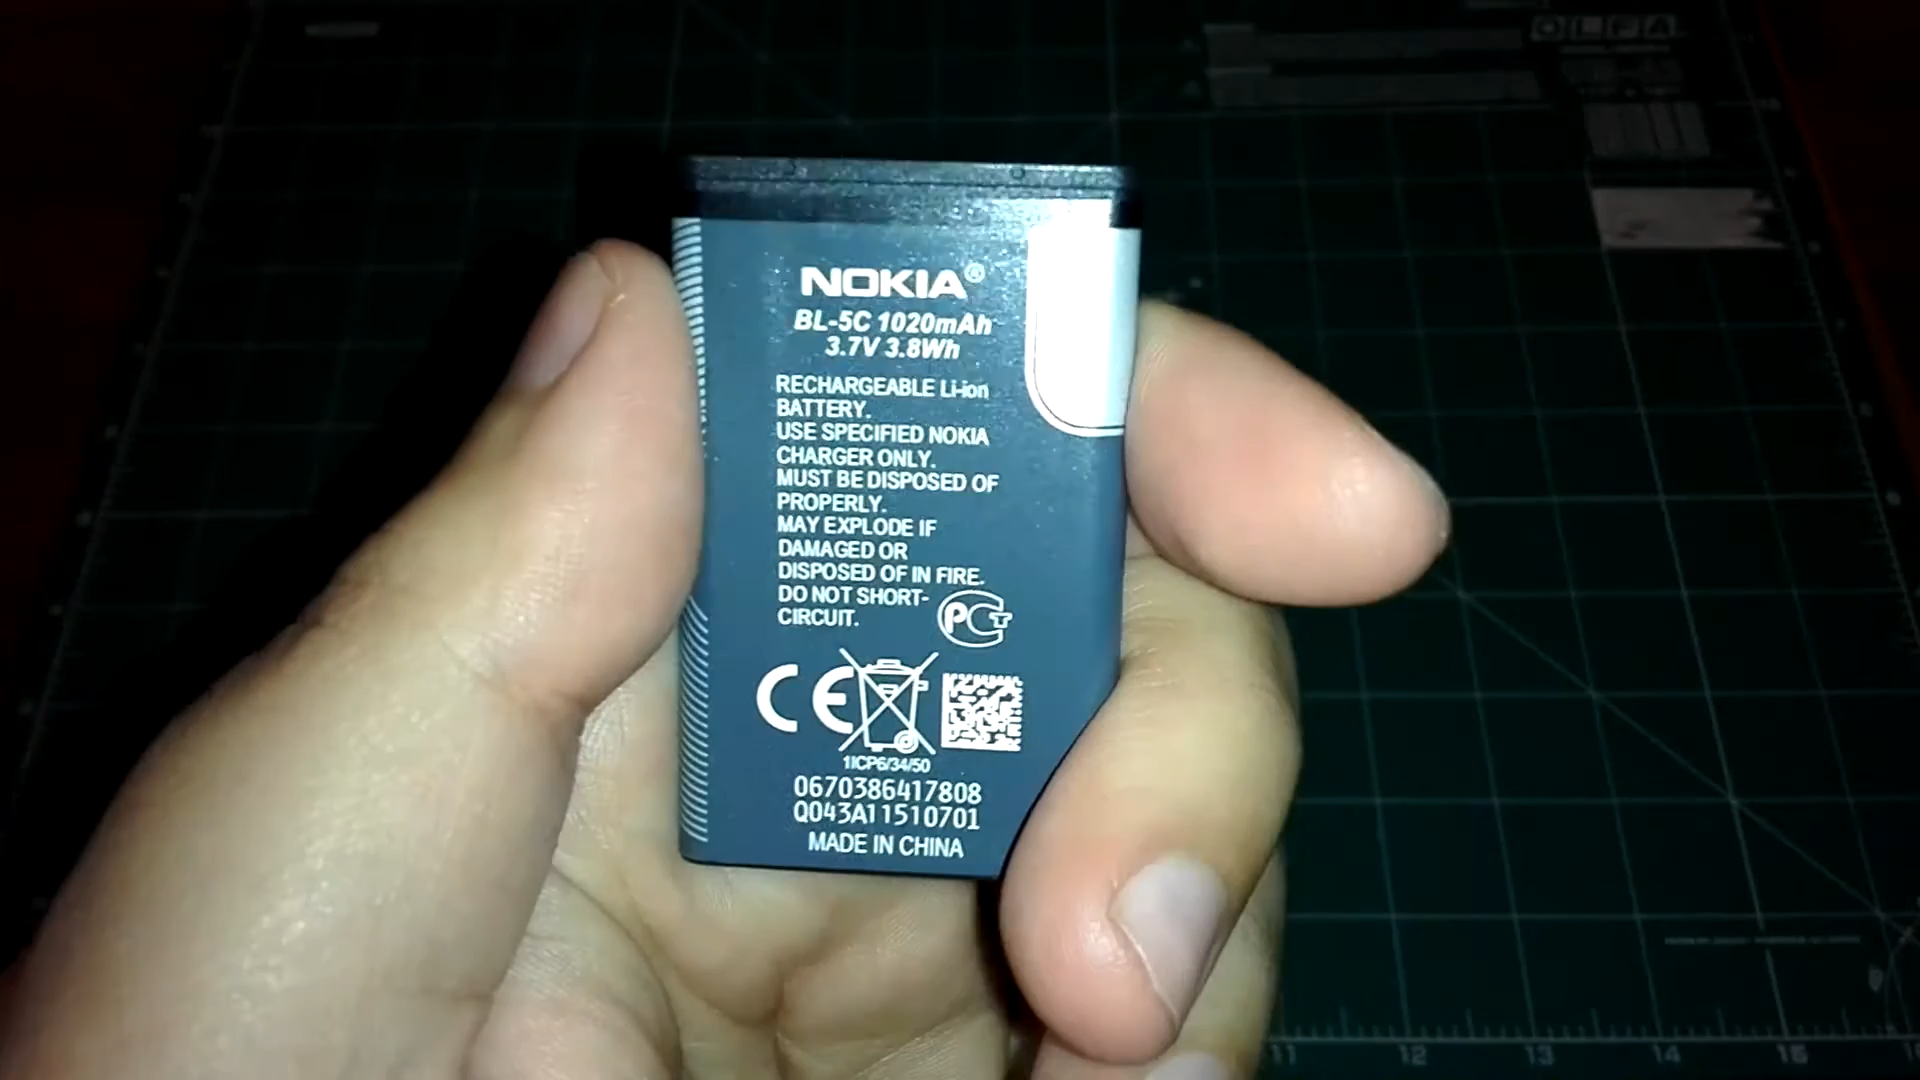 OLFA
NOKIA®
BL-5C 1020mAh
3.7V 3.8Wh
RECHARGEABLE Li-ion
BATTERY.
USE SPECIFIED NOKIA
CHARGER ONLY.
MUST BE DISPOSED OF
PROPERLY.
MAY EXPLODE IF
DAMAGED OR
DISPOSED OF IN FIRE.
DO NOT SHORT-
CIRCUIT.
PCT
CE
1ICP6/34/50
0670386417808
Q043A11510701
MADE IN CHINA
11 12 13 14 15